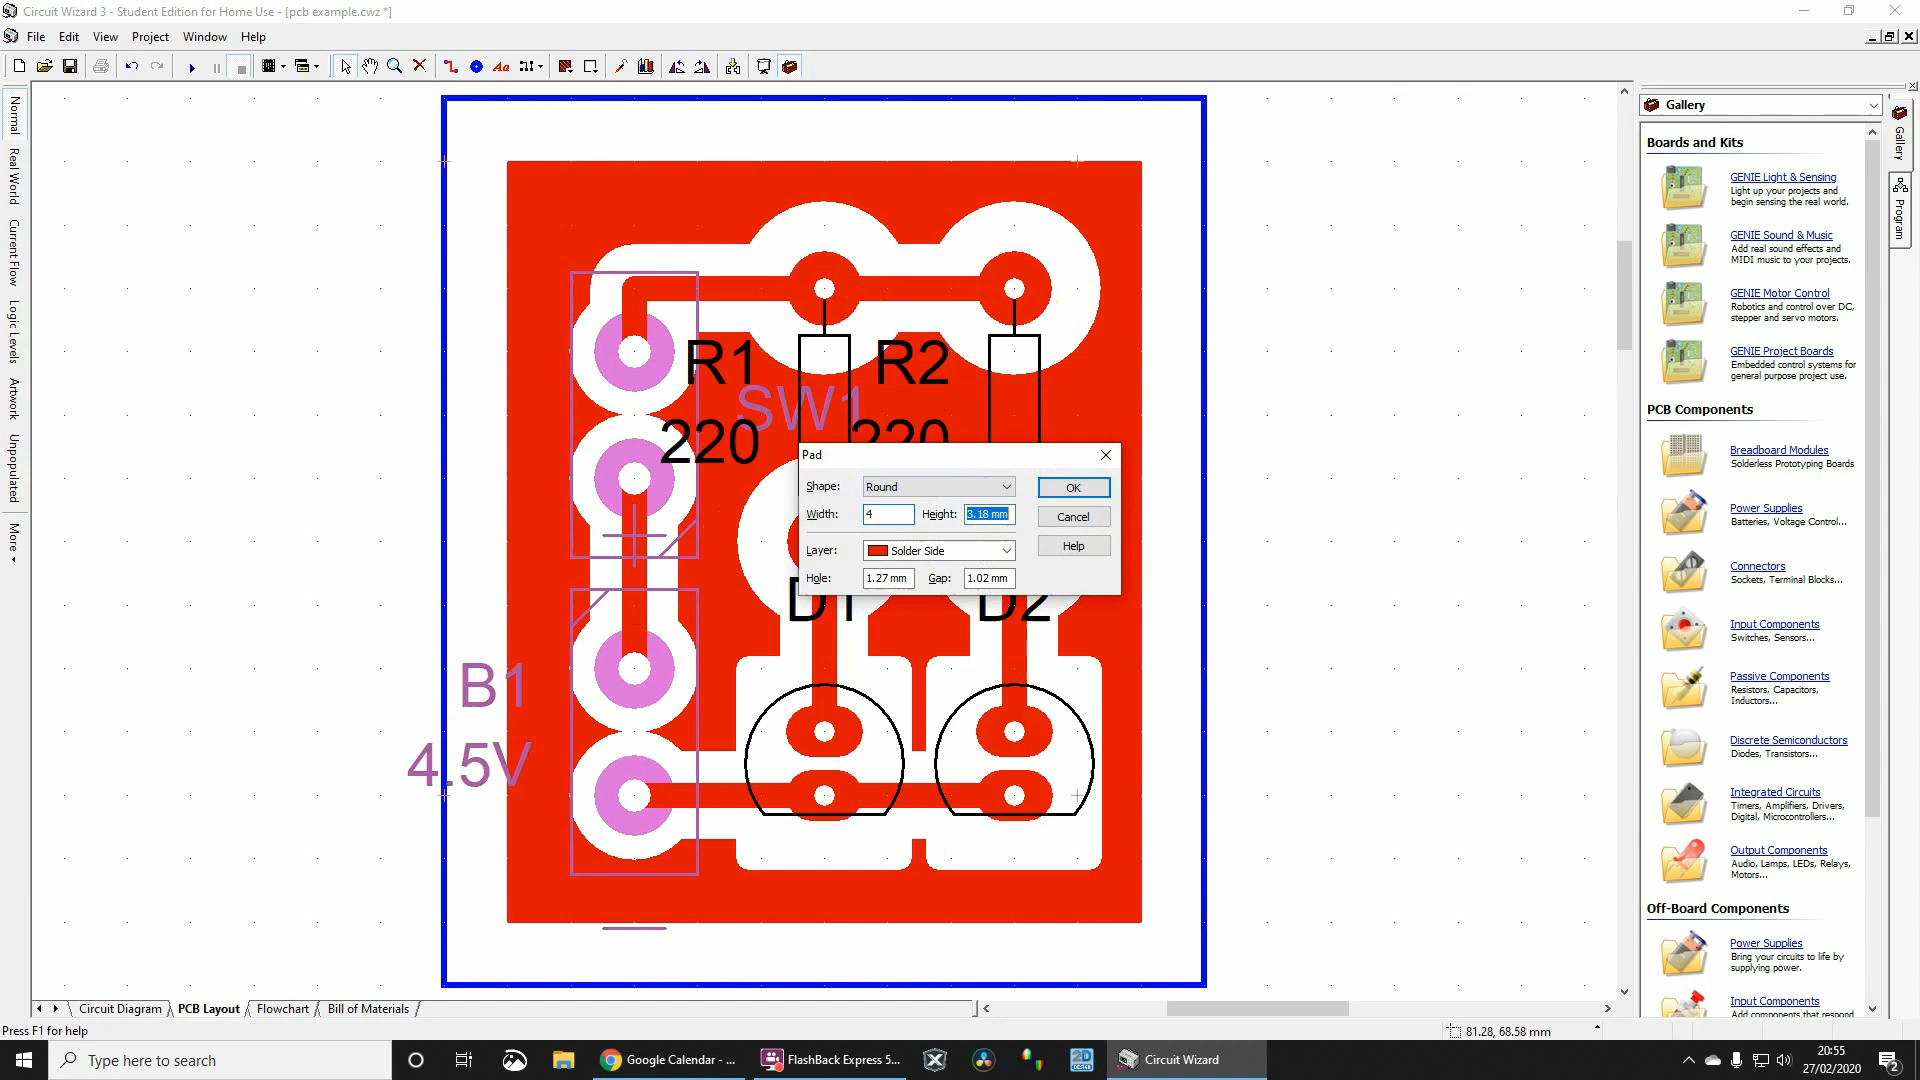 Circuit Wizard 3 - Student Edition for Home Use - [pcb example.cwz *]
File Edit View Project Window Help
Normal
Real World
Current Flow
Logic Levels
Artwork
Unpopulated
More
R1
R2
SW1
220
220
D1
D2
B1
4.5V
Pad
Shape: Round
OK
Width: 4 Height: 3.18 mm
Cancel
Layer: Solder Side
Help
Hole: 1.27 mm Gap: 1.02 mm
Gallery
Gallery
Program
Boards and Kits
GENIE Light & Sensing
Light up your projects and
begin sensing the real world.
GENIE Sound & Music
Add real sound effects and
MIDI music to your projects.
GENIE Motor Control
Robotics and control over DC,
stepper and servo motors.
GENIE Project Boards
Embedded control systems for
general purpose project use.
PCB Components
Breadboard Modules
Solderless Prototyping Boards
Power Supplies
Batteries, Voltage Control...
Connectors
Sockets, Terminal Blocks...
Input Components
Switches, Sensors...
Passive Components
Resistors, Capacitors,
Inductors...
Discrete Semiconductors
Diodes, Transistors...
Integrated Circuits
Timers, Amplifiers, Drivers,
Digital, Microcontrollers...
Output Components
Audio, Lamps, LEDs, Relays,
Motors...
Off-Board Components
Power Supplies
Bring your circuits to life by
supplying power.
Input Components
Add components that respond
Circuit Diagram PCB Layout Flowchart Bill of Materials
Press F1 for help
81.28, 68.58 mm
Type here to search
Google Calendar - ...
FlashBack Express 5...
2D
DESIGN
Circuit Wizard
20:55
27/02/2020
2